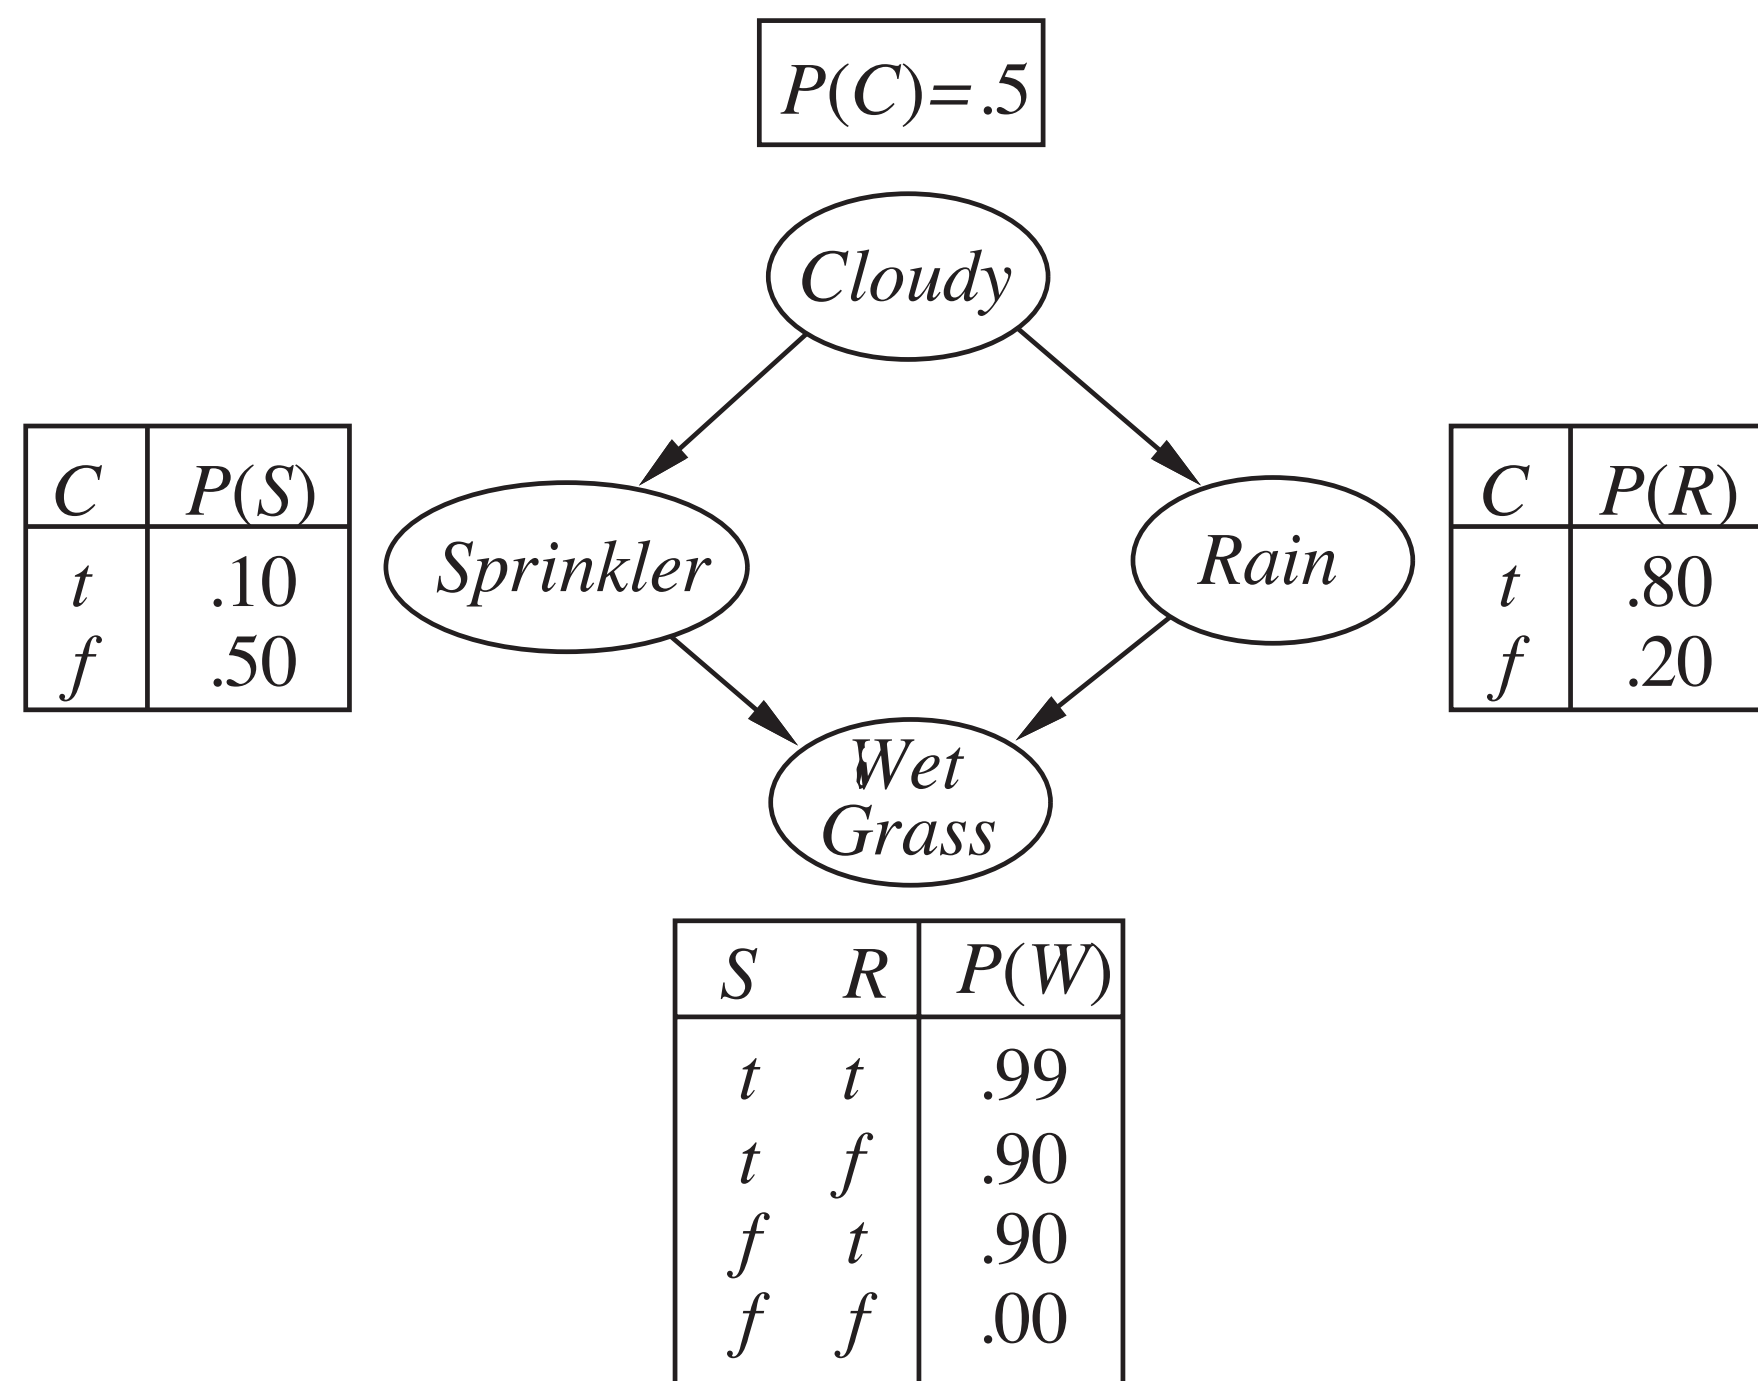 P(C)=.5
Cloudy
C P(S)
t .10
f .50
Sprinkler
Rain
C P(R)
t .80
f .20
Wet
Grass
S R P(W)
t t .99
t f .90
f t .90
f f .00